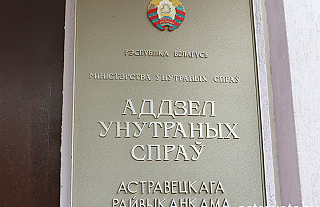 РЭСПУБЛІКА БЕЛАРУСЬ
МІНІСТЭРСТВА УНУТРАНЫХ СПРАЎ
АДДЗЕЛ
УНУТРАНЫХ
СПРАЎ
АСТРАВЕЦКАГА
РАЙВЫКАНКАМА